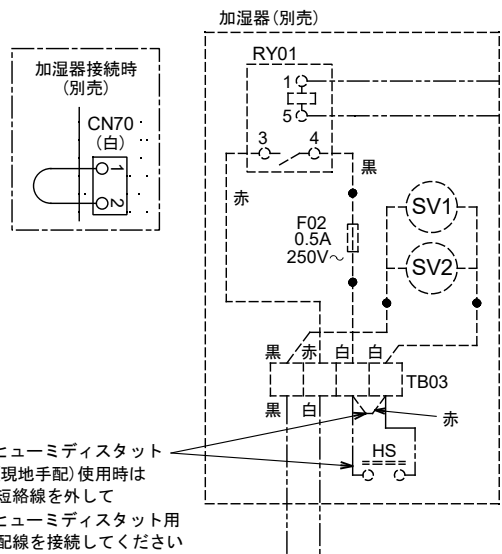 加湿器(別売)
加湿器接続時
(別売)
CN70
(白)
1
2
RY01
1
5
3 4
黒
赤
F02
0.5A
250V～
SV1
SV2
黒 赤 白 白
TB03
黒 白
赤
HS
ヒューミディスタット
現地手配)使用時は
短絡線を外して
ヒューミディスタット用
配線を接続してください